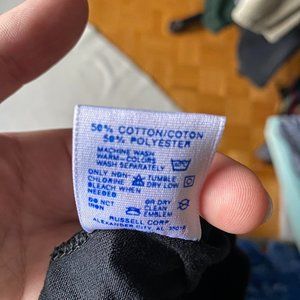 50% COTTON/COTON
50% POLYESTER
MACHINE WASH
WARM-COLORS
WASH SEPARATELY
ONLY NON- TUMBLE
CHLORINE DRY LOW
BLEACH WHEN
NEEDED
DO NOT OR DRY
IRON CLEAN
EMBLEM
RUSSELL CORP.
ALEXANDER CITY, AL 35010